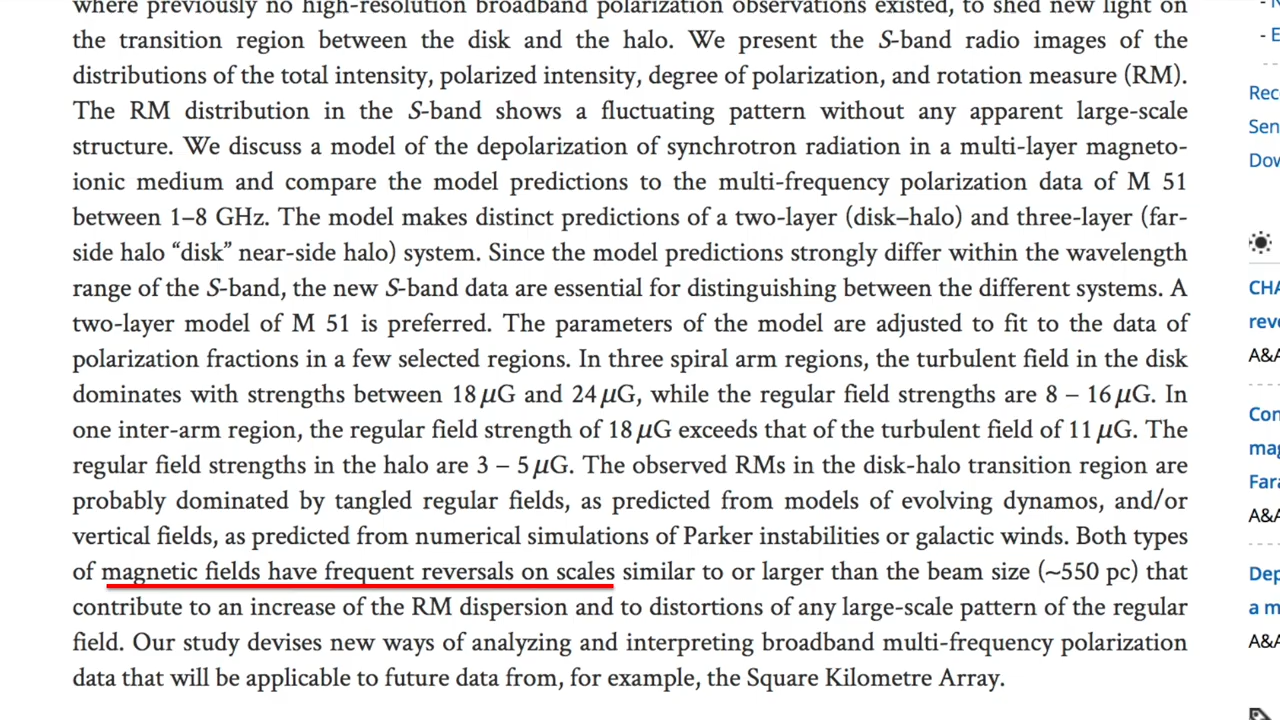 where previously no high-resolution broadband polarization observations existed, to shed new light on
the transition region between the disk and the halo. We present the S-band radio images of the
distributions of the total intensity, polarized intensity, degree of polarization, and rotation measure (RM).
The RM distribution in the S-band shows a fluctuating pattern without any apparent large-scale
structure. We discuss a model of the depolarization of synchrotron radiation in a multi-layer magneto-
ionic medium and compare the model predictions to the multi-frequency polarization data of M 51
between 1–8 GHz. The model makes distinct predictions of a two-layer (disk–halo) and three-layer (far-
side halo “disk” near-side halo) system. Since the model predictions strongly differ within the wavelength
range of the S-band, the new S-band data are essential for distinguishing between the different systems. A
two-layer model of M 51 is preferred. The parameters of the model are adjusted to fit to the data of
polarization fractions in a few selected regions. In three spiral arm regions, the turbulent field in the disk
dominates with strengths between 18 μG and 24 μG, while the regular field strengths are 8 – 16 μG. In
one inter-arm region, the regular field strength of 18 μG exceeds that of the turbulent field of 11 μG. The
regular field strengths in the halo are 3 – 5 μG. The observed RMs in the disk-halo transition region are
probably dominated by tangled regular fields, as predicted from models of evolving dynamos, and/or
vertical fields, as predicted from numerical simulations of Parker instabilities or galactic winds. Both types
of magnetic fields have frequent reversals on scales similar to or larger than the beam size (~550 pc) that
contribute to an increase of the RM dispersion and to distortions of any large-scale pattern of the regular
field. Our study devises new ways of analyzing and interpreting broadband multi-frequency polarization
data that will be applicable to future data from, for example, the Square Kilometre Array.
- E
Rec
Sen
Dow
CHA
reve
A&A
Con
mag
Fara
A&A
Dep
a m
A&A